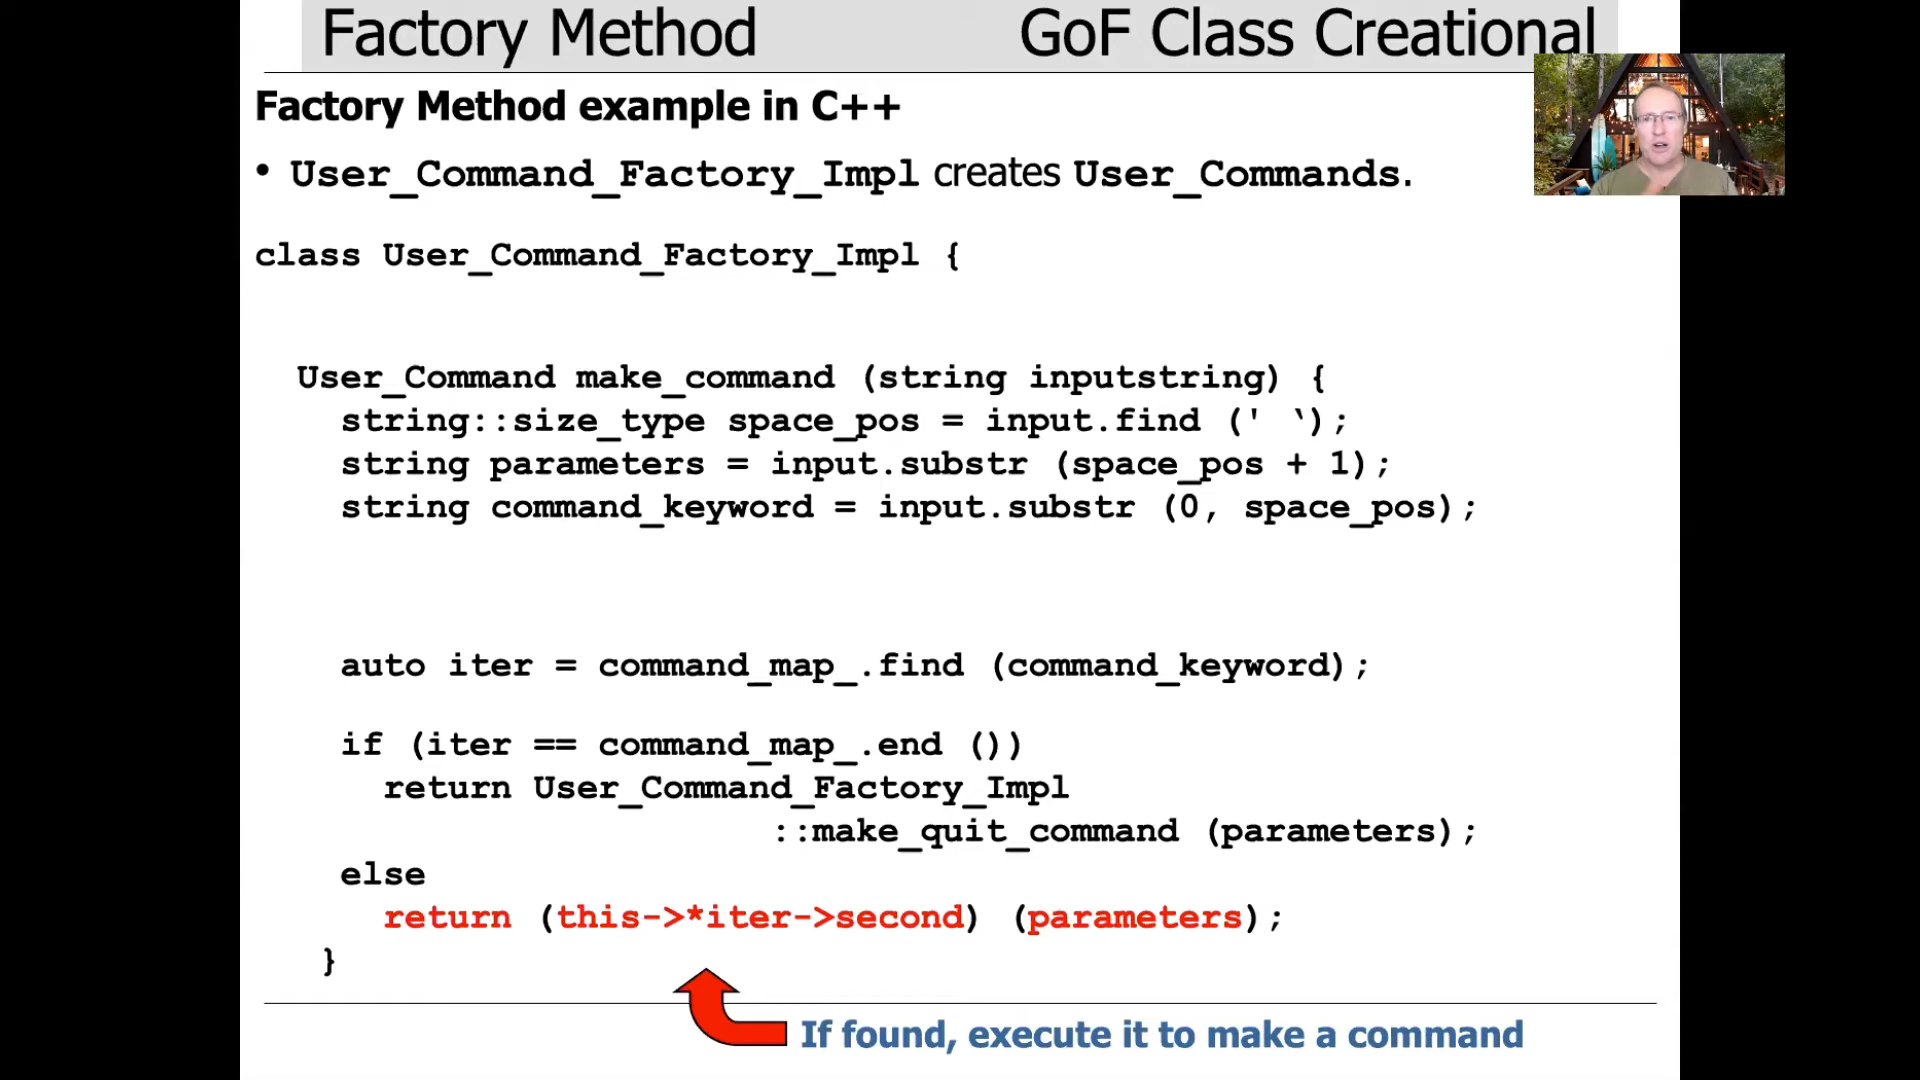 Factory Method GoF Class Creational
Factory Method example in C++
• User_Command_Factory_Impl creates User_Commands.
class User_Command_Factory_Impl {
User_Command make_command (string inputstring) {
string::size_type space_pos = input.find (' ‘);
string parameters = input.substr (space_pos + 1);
string command_keyword = input.substr (0, space_pos);
auto iter = command_map_.find (command_keyword);
if (iter == command_map_.end ())
return User_Command_Factory_Impl
::make_quit_command (parameters);
else
return (this->*iter->second) (parameters);
}
If found, execute it to make a command